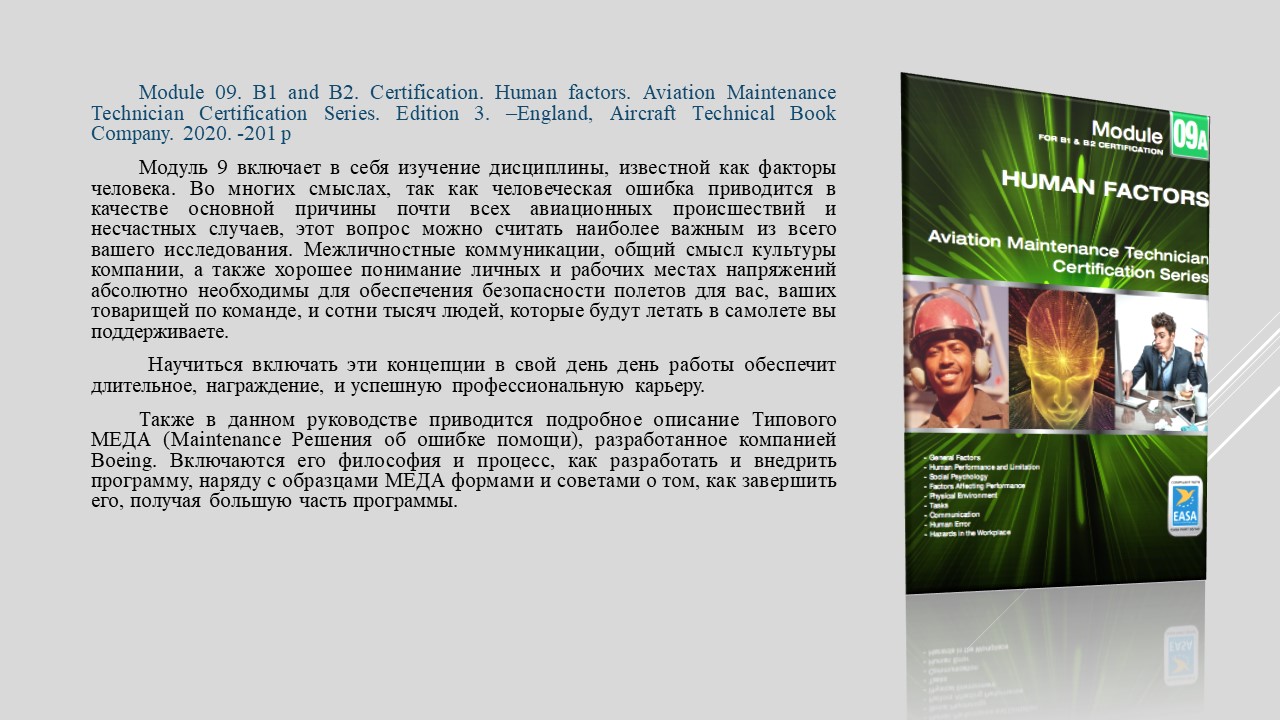 Module 09. B1 and B2. Certification. Human factors. Aviation Maintenance
Technician Certification Series. Edition 3. –England, Aircraft Technical Book
Company. 2020. -201 p
Модуль 9 включает в себя изучение дисциплины, известной как факторы
человека. Во многих смыслах, так как человеческая ошибка приводится в
качестве основной причины почти всех авиационных происшествий и
несчастных случаев, этот вопрос можно считать наиболее важным из всего
вашего исследования. Межличностные коммуникации, общий смысл культуры
компании, а также хорошее понимание личных и рабочих местах напряжений
абсолютно необходимы для обеспечения безопасности полетов для вас, ваших
товарищей по команде, и сотни тысяч людей, которые будут летать в самолете вы
поддерживаете.
Научиться включать эти концепции в свой день день работы обеспечит
длительное, награждение, и успешную профессиональную карьеру.
Также в данном руководстве приводится подробное описание Типового
МЕДА (Maintenance Решения об ошибке помощи), разработанное компанией
Boeing. Включаются его философия и процесс, как разработать и внедрить
программу, наряду с образцами МЕДА формами и советами о том, как завершить
его, получая большую часть программы.
Module 09A
FOR B1 & B2 CERTIFICATION
HUMAN FACTORS
Aviation Maintenance Technician
Certification Series
- General Factors
- Human Performance and Limitation
- Social Psychology
- Factors Affecting Performance
- Physical Environment
- Tasks
- Communication
- Human Error
- Hazards in the Workplace
EASA